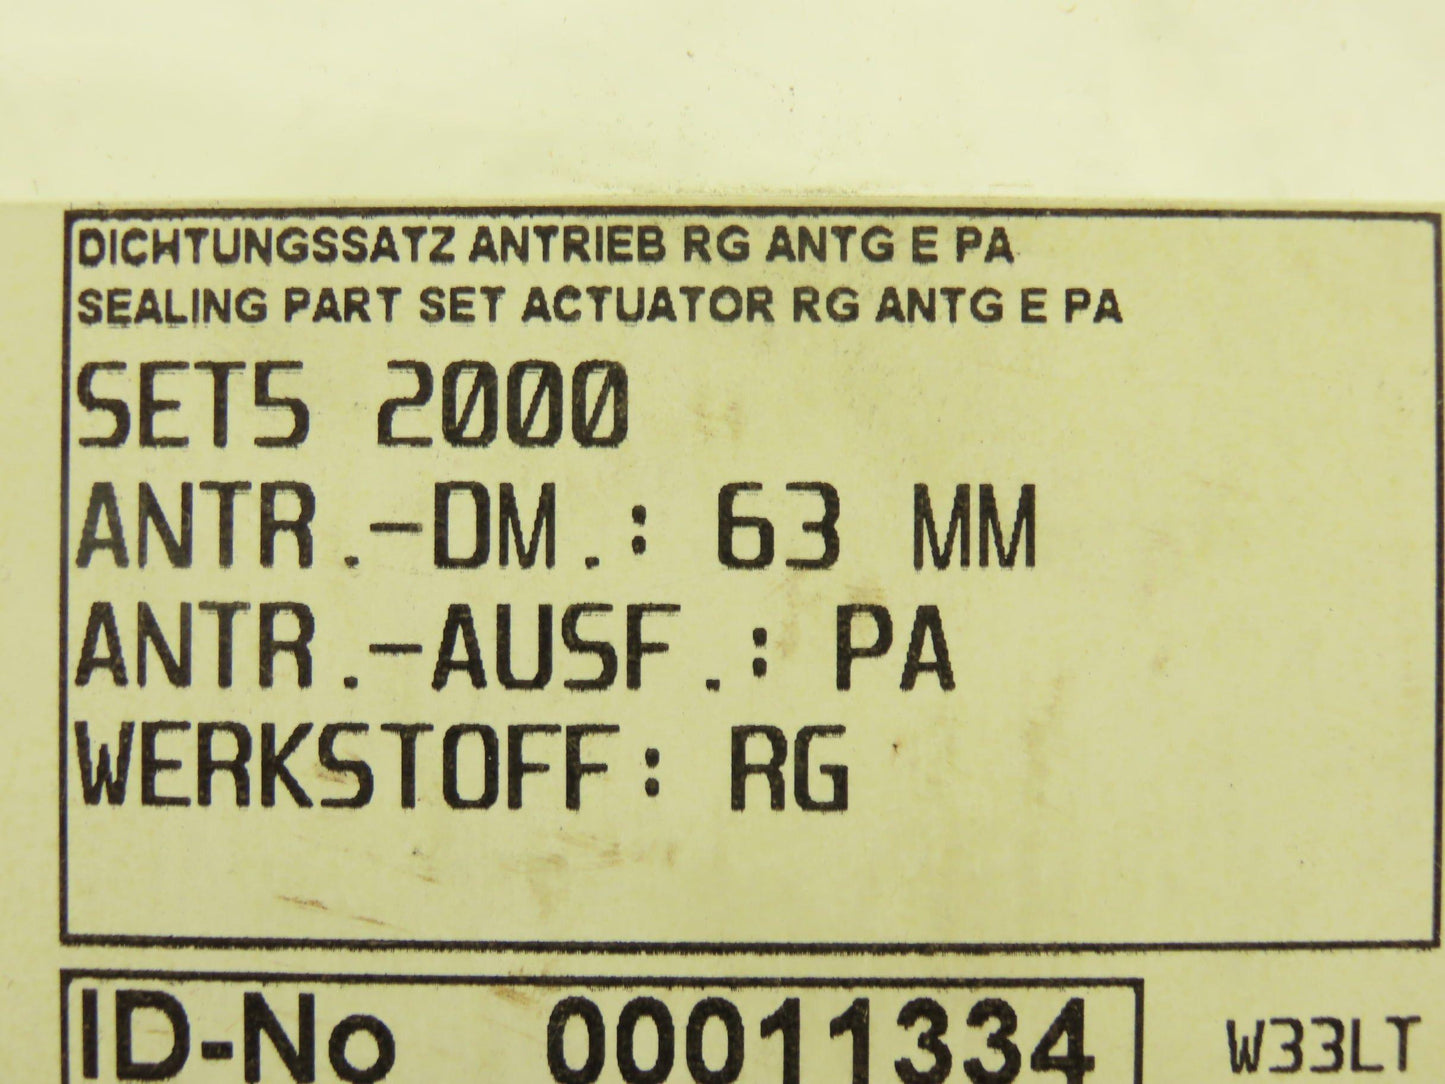 DICHTUNGSSATZ ANTRIEB RG ANTG E PA
SEALING PART SET ACTUATOR RG ANTG E PA
SET5 2000
ANTR.-DM.: 63 MM
ANTR.-AUSF.: PA
WERKSTOFF: RG
ID-No 00011334
W33LT